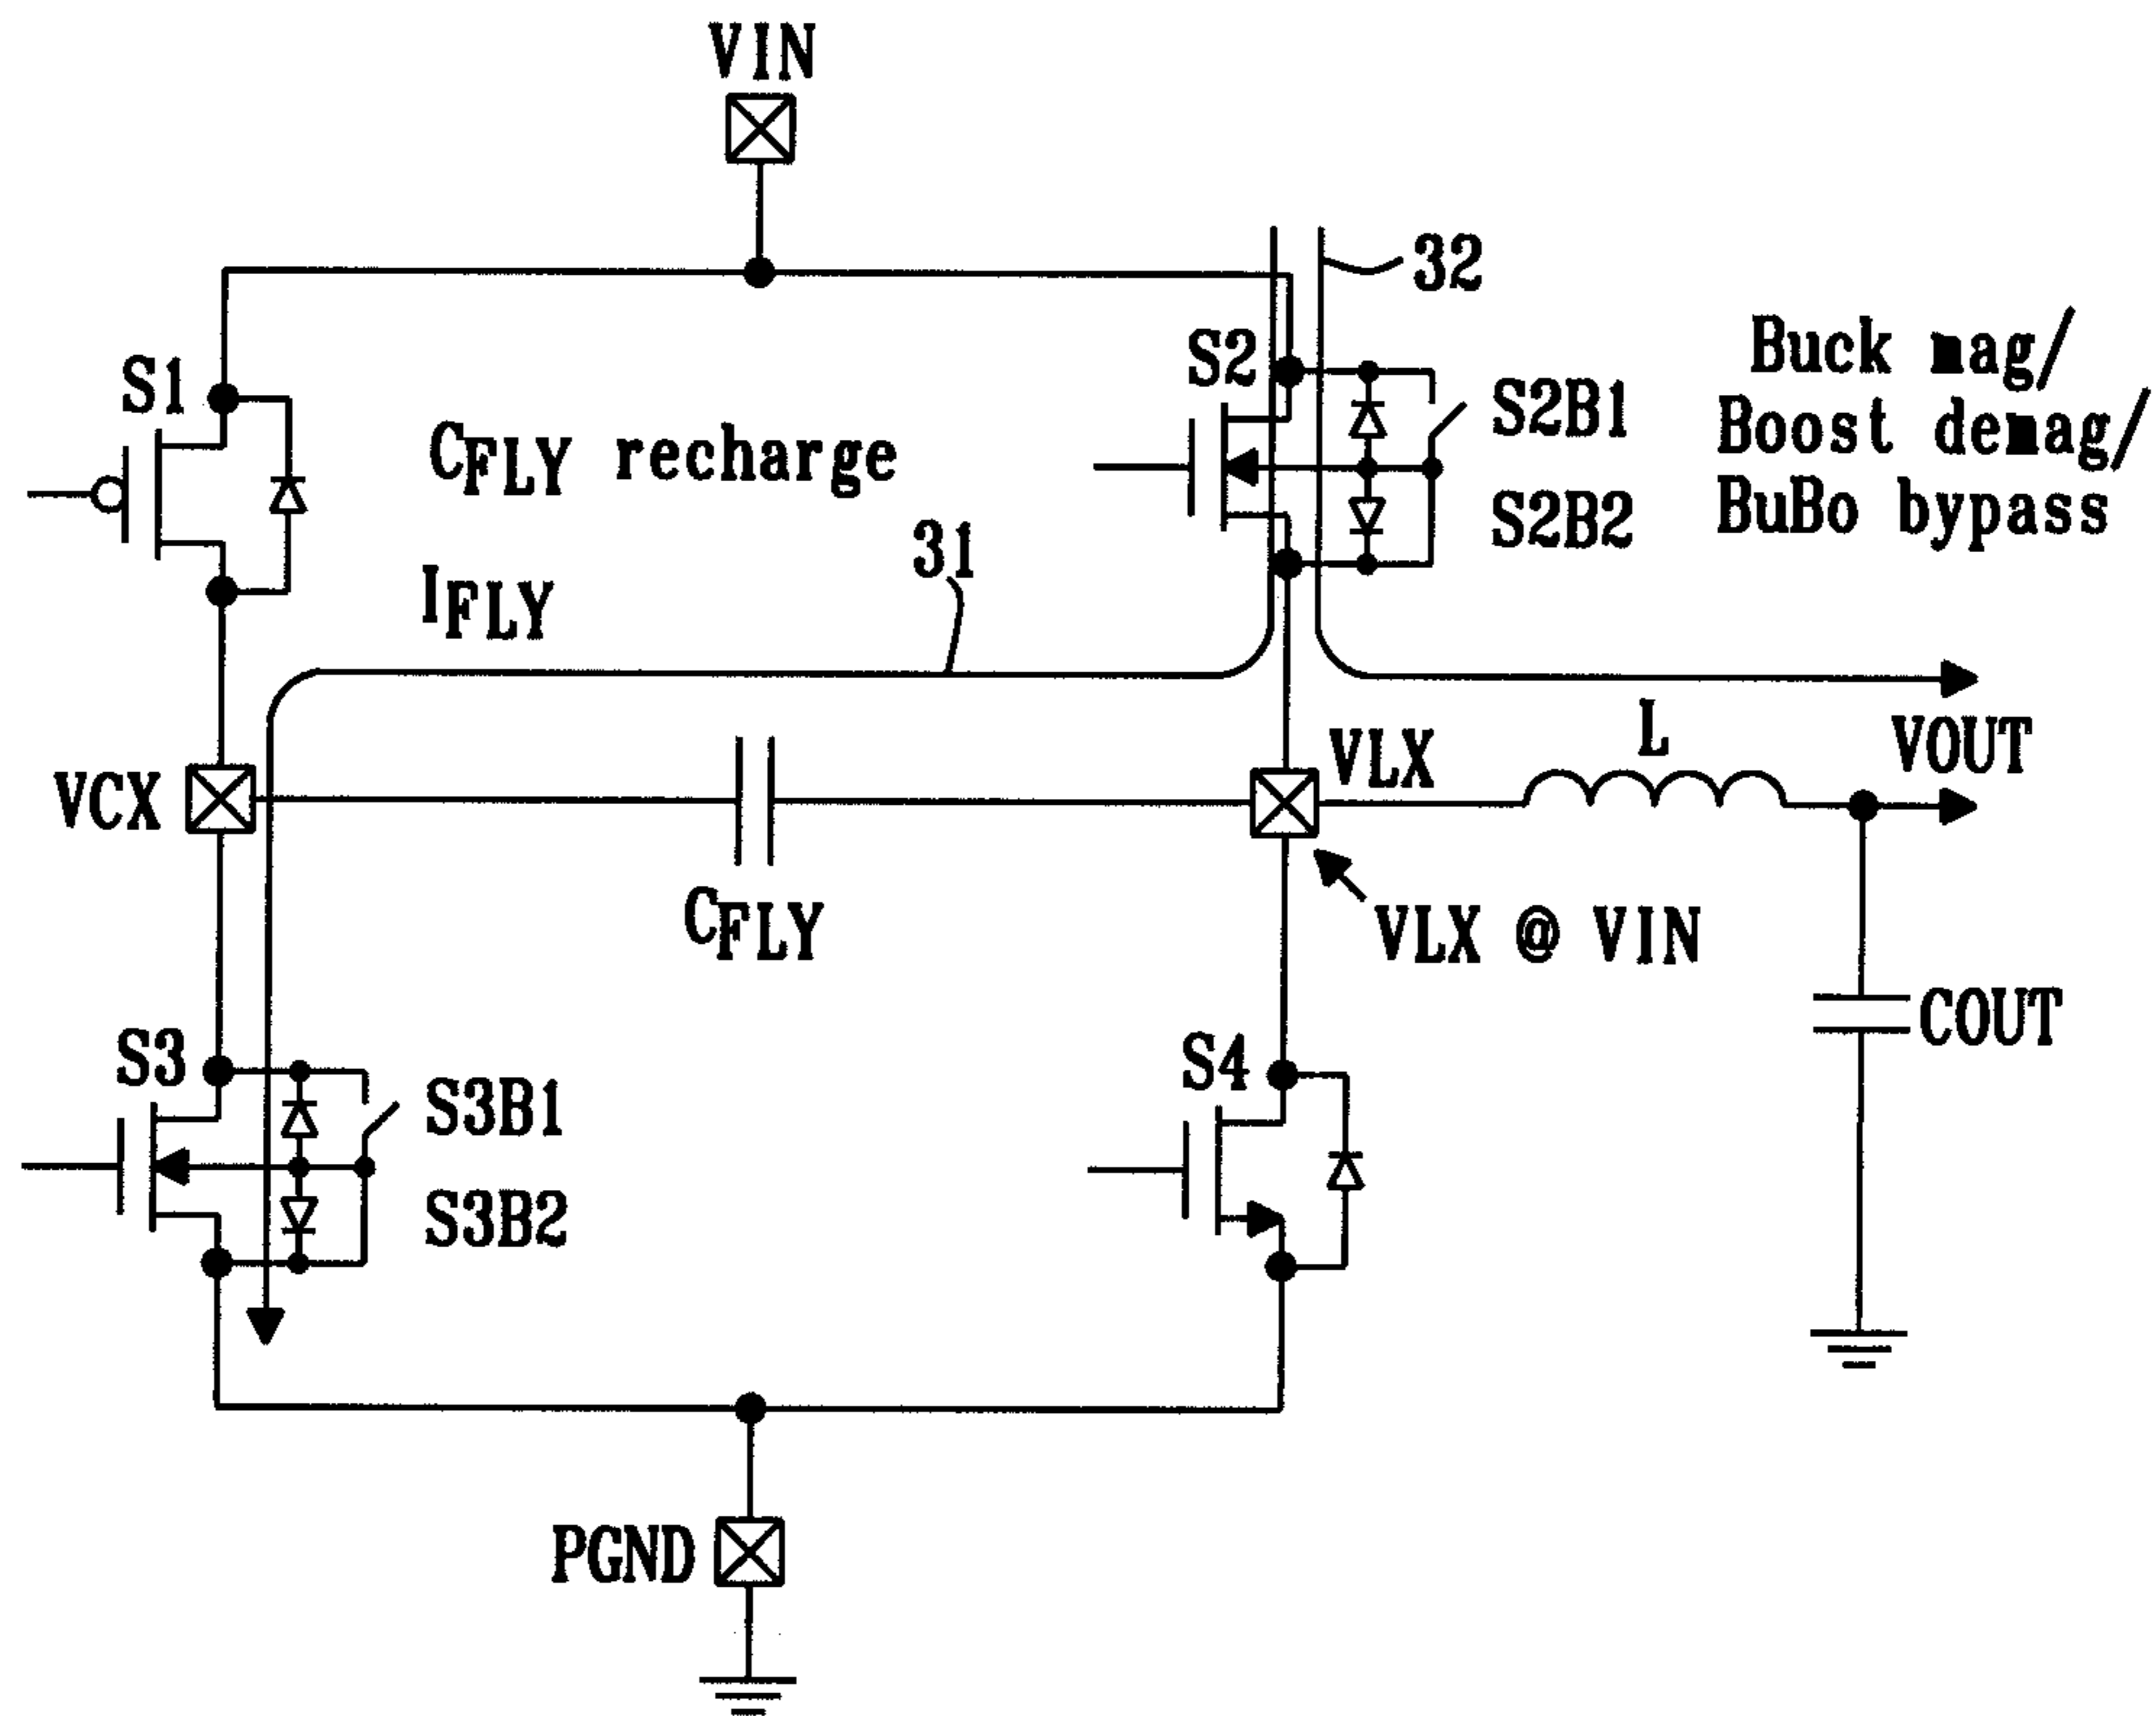 VIN
32
S1
S2
Buck mag/
Boost demag/
BuBo bypass
S2B1
S2B2
CFLY recharge
31
IFLY
VCX
VLX
L
VOUT
CFLY
VLX @ VIN
COUT
S3
S3B1
S3B2
S4
PGND